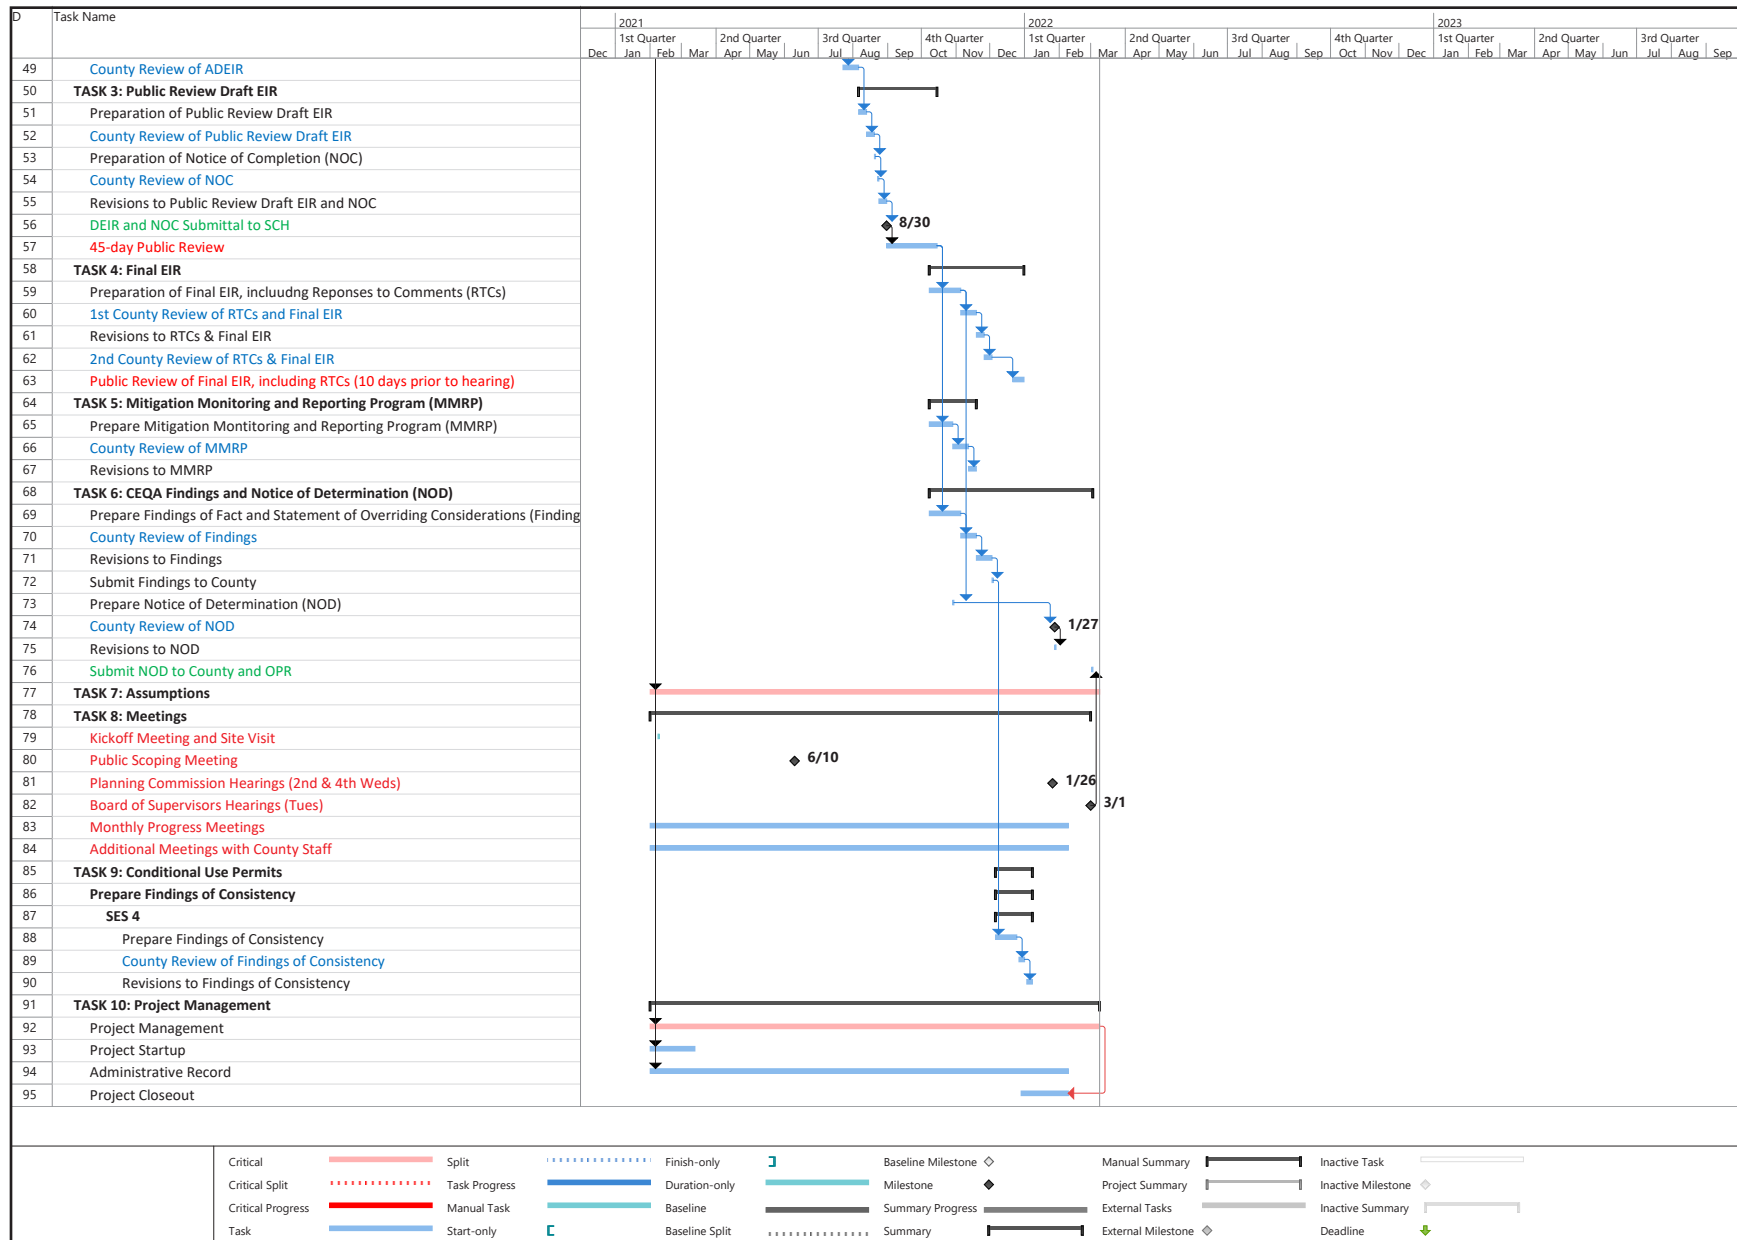 D Task Name 2021 2022 2023
1st Quarter 2nd Quarter 3rd Quarter 4th Quarter 1st Quarter 2nd Quarter 3rd Quarter 4th Quarter 1st Quarter 2nd Quarter 3rd Quarter
Dec Jan Feb Mar Apr May Jun Jul Aug Sep Oct Nov Dec Jan Feb Mar Apr May Jun Jul Aug Sep Oct Nov Dec Jan Feb Mar Apr May Jun Jul Aug Sep
49 County Review of ADEIR
50 TASK 3: Public Review Draft EIR
51 Preparation of Public Review Draft EIR
52 County Review of Public Review Draft EIR
53 Preparation of Notice of Completion (NOC)
54 County Review of NOC
55 Revisions to Public Review Draft EIR and NOC
56 DEIR and NOC Submittal to SCH 8/30
57 45-day Public Review
58 TASK 4: Final EIR
59 Preparation of Final EIR, incluudng Reponses to Comments (RTCs)
60 1st County Review of RTCs and Final EIR
61 Revisions to RTCs & Final EIR
62 2nd County Review of RTCs & Final EIR
63 Public Review of Final EIR, including RTCs (10 days prior to hearing)
64 TASK 5: Mitigation Monitoring and Reporting Program (MMRP)
65 Prepare Mitigation Montitoring and Reporting Program (MMRP)
66 County Review of MMRP
67 Revisions to MMRP
68 TASK 6: CEQA Findings and Notice of Determination (NOD)
69 Prepare Findings of Fact and Statement of Overriding Considerations (Finding
70 County Review of Findings
71 Revisions to Findings
72 Submit Findings to County
73 Prepare Notice of Determination (NOD)
74 County Review of NOD 1/27
75 Revisions to NOD
76 Submit NOD to County and OPR
77 TASK 7: Assumptions
78 TASK 8: Meetings
79 Kickoff Meeting and Site Visit
80 Public Scoping Meeting 6/10
81 Planning Commission Hearings (2nd & 4th Weds) 1/26
82 Board of Supervisors Hearings (Tues) 3/1
83 Monthly Progress Meetings
84 Additional Meetings with County Staff
85 TASK 9: Conditional Use Permits
86 Prepare Findings of Consistency
87 SES 4
88 Prepare Findings of Consistency
89 County Review of Findings of Consistency
90 Revisions to Findings of Consistency
91 TASK 10: Project Management
92 Project Management
93 Project Startup
94 Administrative Record
95 Project Closeout
Critical Split Finish-only Baseline Milestone Manual Summary Inactive Task
Critical Split Task Progress Duration-only Milestone Project Summary Inactive Milestone
Critical Progress Manual Task Baseline Summary Progress External Tasks Inactive Summary
Task Start-only Baseline Split Summary External Milestone Deadline